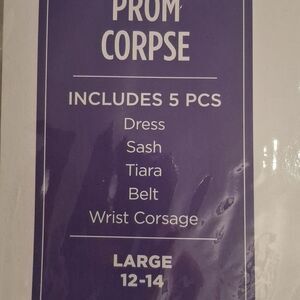 PROM
CORPSE
INCLUDES 5 PCS
Dress
Sash
Tiara
Belt
Wrist Corsage
LARGE
12-14